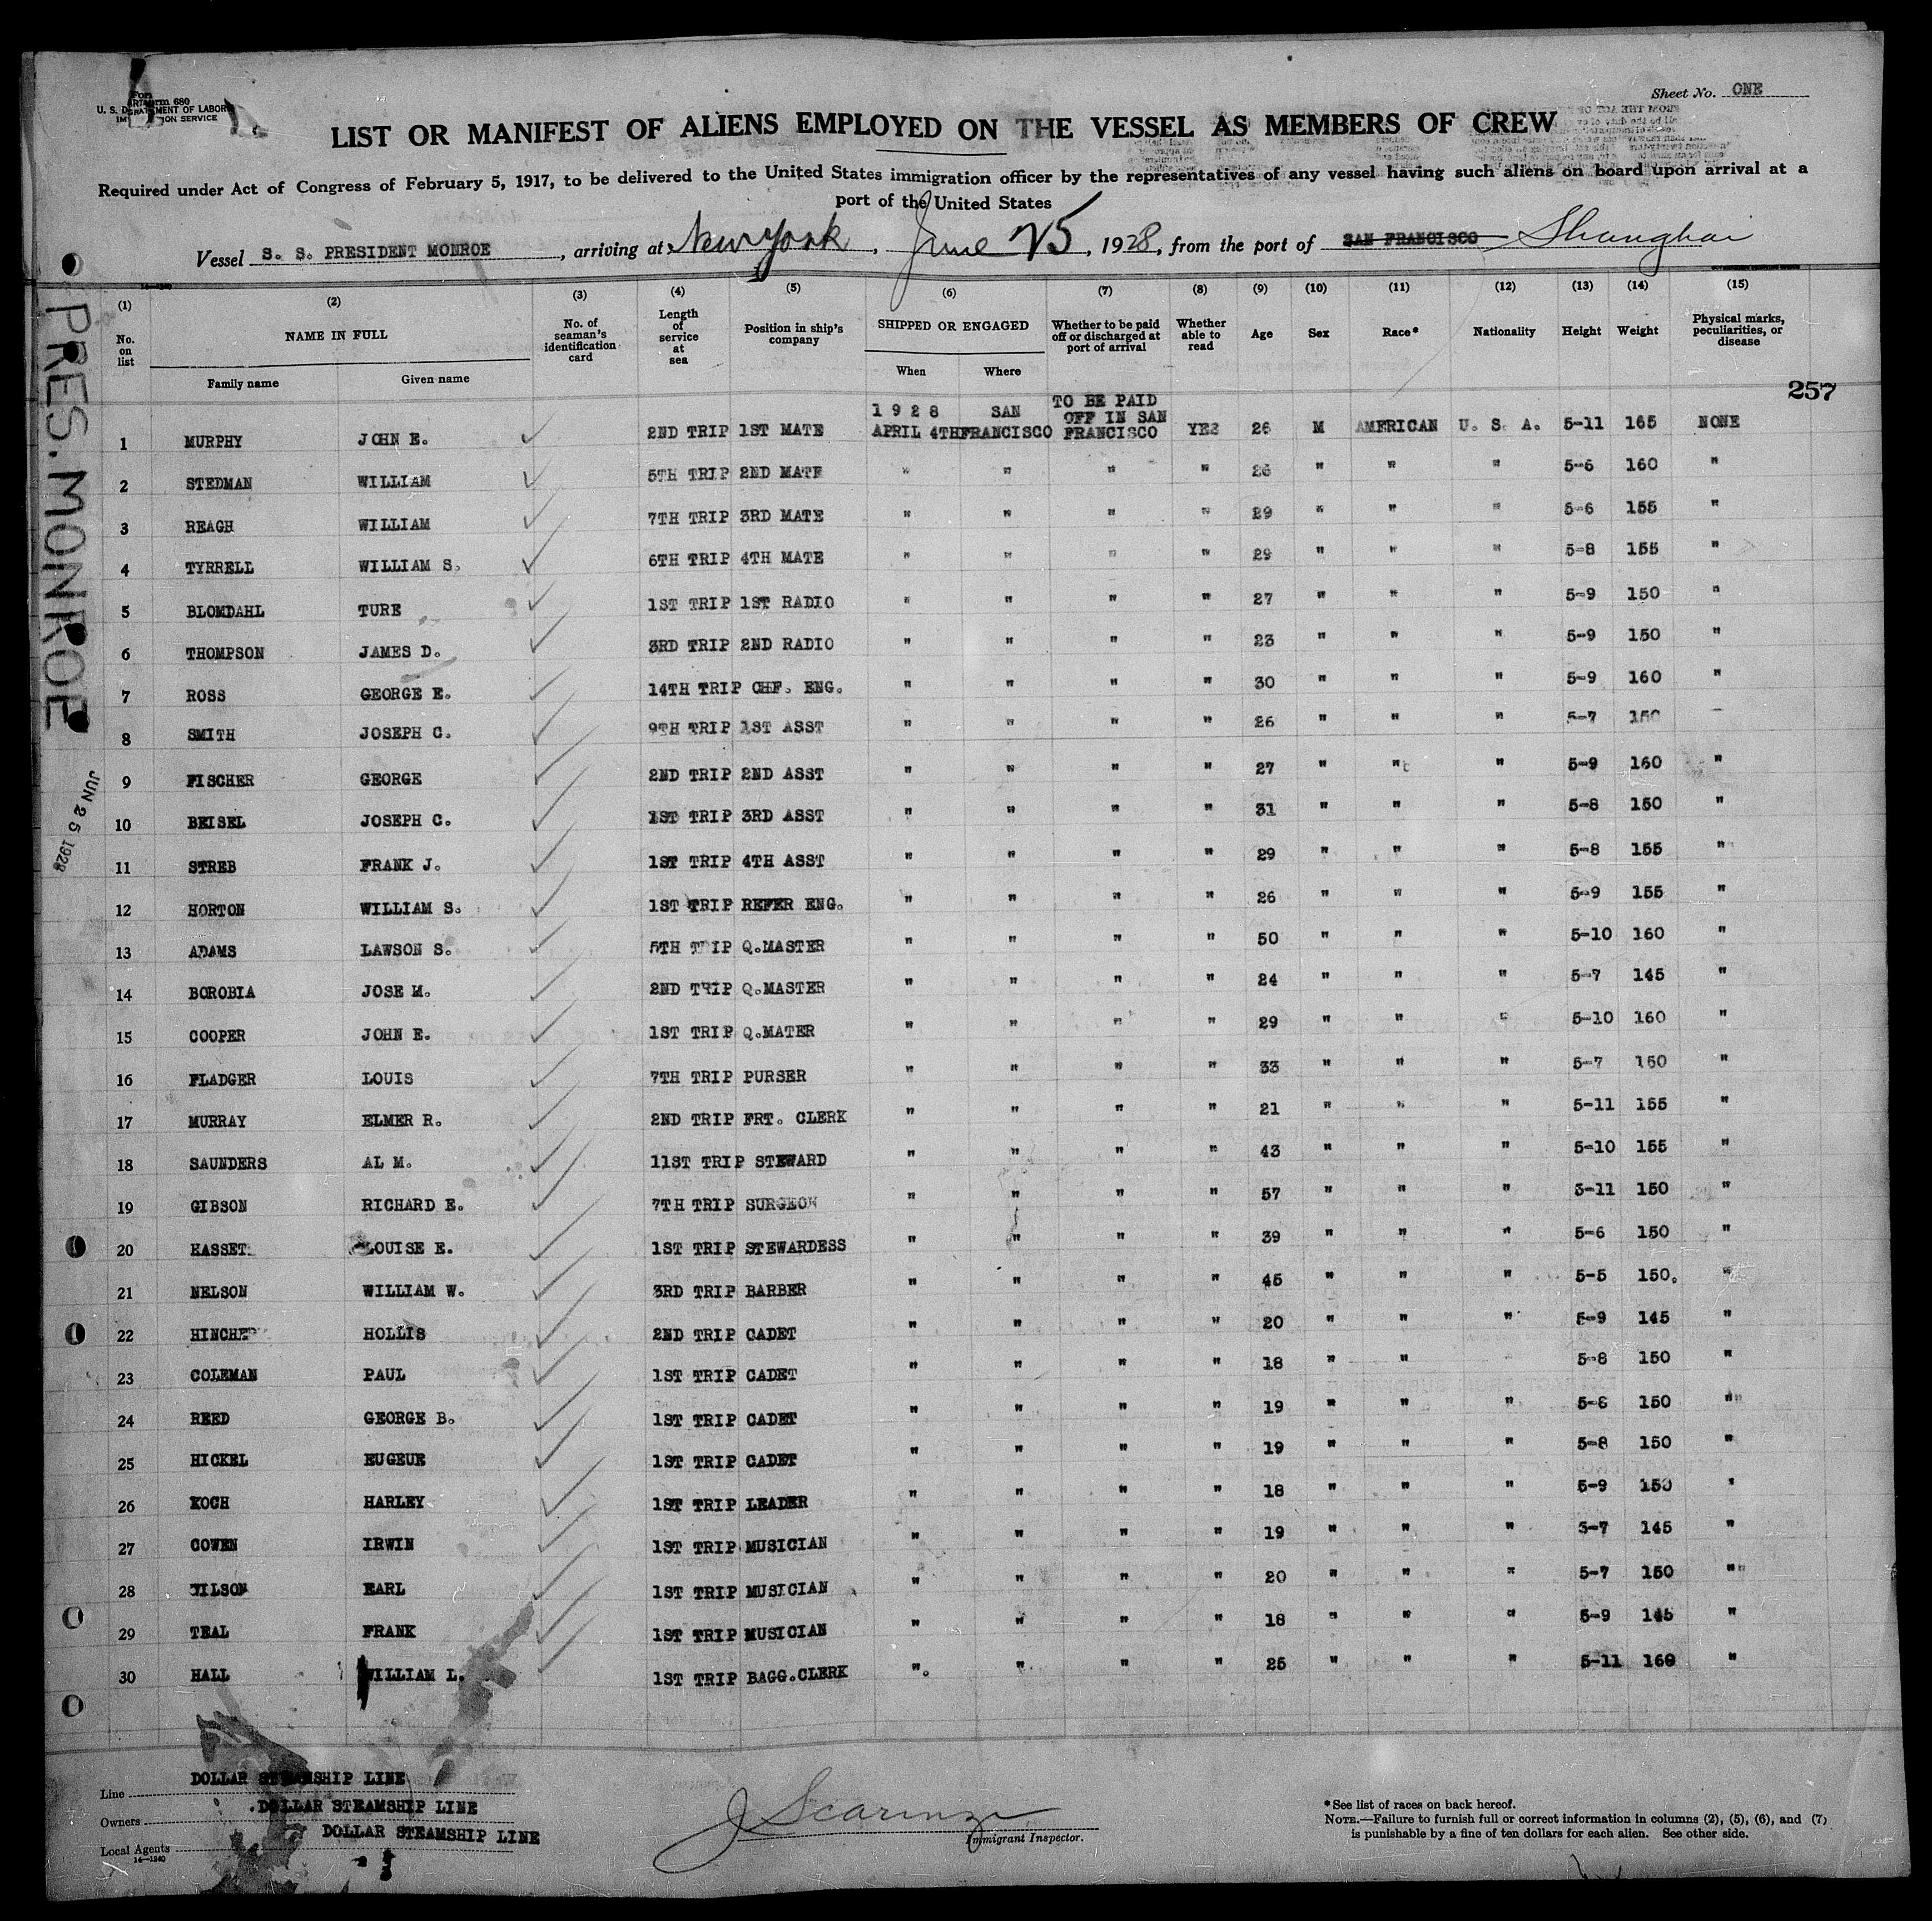 Sheet No. ONE
U. S. DEPARTMENT OF LABOR
LIST OR MANIFEST OF ALIENS EMPLOYED ON THE VESSEL AS MEMBERS OF CREW
Required under Act of Congress of February 5, 1917, to be delivered to the United States immigration officer by the representatives of any vessel having such aliens on board upon arrival at a
port of the United States
Vessel S. S. PRESIDENT MONROE, arriving at New York, June 25, 1928, from the port of SAN FRANCISCO Shanghai
(1) (2) (3) (4) (5) (6) (7) (8) (9) (10) (11) (12) (13) (14) (15)
No. on list NAME IN FULL Family name Given name No. of seaman's identification card Length of service at sea Position in ship's company SHIPPED OR ENGAGED When Where Whether to be paid off or discharged at port of arrival Whether able to read Age Sex Race* Nationality Height Weight Physical marks, peculiarities, or disease
257
1 MURPHY JOHN E. 2ND TRIP 1ST MATE 1928 APRIL 4TH SAN FRANCISCO TO BE PAID OFF IN SAN FRANCISCO YES 26 M AMERICAN U. S. A. 5-11 165 NONE
2 STEDMAN WILLIAM 5TH TRIP 2ND MATE " " " " 26 " " " 5-6 160 "
3 REAGH WILLIAM 7TH TRIP 3RD MATE " " " " 29 " " " 5-6 155 "
4 TYRRELL WILLIAM S. 6TH TRIP 4TH MATE " " " " 29 " " " 5-8 155 "
5 BLOMDAHL TURE 1ST TRIP 1ST RADIO " " " " 27 " " " 5-9 150 "
6 THOMPSON JAMES D. 3RD TRIP 2ND RADIO " " " " 23 " " " 5-9 150 "
7 ROSS GEORGE E. 14TH TRIP CHF. ENG. " " " " 30 " " " 5-9 160 "
8 SMITH JOSEPH C. 9TH TRIP 1ST ASST " " " " 26 " " " 5-7 150
9 FISCHER GEORGE 2ND TRIP 2ND ASST " " " " 27 " " " 5-9 160 "
10 BEISEL JOSEPH C. 1ST TRIP 3RD ASST " " " " 31 " " " 5-8 150 "
11 STREB FRANK J. 1ST TRIP 4TH ASST " " " " 29 " " " 5-8 155 "
12 HORTON WILLIAM S. 1ST TRIP REFER ENG. " " " " 26 " " " 5-9 155 "
13 ADAMS LAWSON S. 5TH TRIP Q.MASTER " " " " 50 " " " 5-10 160 "
14 BOROBIA JOSE M. 2ND TRIP Q.MASTER " " " " 24 " " " 5-7 145 "
15 COOPER JOHN E. 1ST TRIP Q.MATER " " " " 29 " " " 5-10 160 "
16 FLADGER LOUIS 7TH TRIP PURSER " " " " 33 " " " 5-7 150 "
17 MURRAY ELMER R. 2ND TRIP FRT. CLERK " " " " 21 " " " 5-11 155 "
18 SAUNDERS AL M. 11ST TRIP STEWARD " " " " 43 " " " 5-10 155 "
19 GIBSON RICHARD E. 7TH TRIP SURGEON " " " " 57 " " " 5-11 150 "
20 HASSET LOUISE E. 1ST TRIP STEWARDESS " " " " 39 " " " 5-6 150 "
21 NELSON WILLIAM W. 3RD TRIP BARBER " " " " 45 " " " 5-5 150. "
22 HINCHER HOLLIS 2ND TRIP CADET " " " " 20 " " " 5-9 145 "
23 COLEMAN PAUL 1ST TRIP CADET " " " " 18 " " 5-8 150 "
24 REED GEORGE B. 1ST TRIP CADET " " " " 19 " " " 5-6 150 "
25 HICKEL EUGEUE 1ST TRIP CADET " " " " 19 " " " 5-8 150 "
26 KOCH HARLEY 1ST TRIP LEADER " " " " 18 " " " 5-9 150 "
27 COWEN IRWIN 1ST TRIP MUSICIAN " " " " 19 " " " 5-7 145 "
28 WILSON EARL 1ST TRIP MUSICIAN " " " " 20 " " " 5-7 150 "
29 TEAL FRANK 1ST TRIP MUSICIAN " " " " 18 " " " 5-9 145 "
30 HALL WILLIAM L. 1ST TRIP BAGG.CLERK " " " " 25 " " " 5-11 160 "
PRES. MONROE
JUN 25 1928
Line DOLLAR STEAMSHIP LINE
Owners DOLLAR STEAMSHIP LINE
Local Agents DOLLAR STEAMSHIP LINE
14-1240
J Scarinzi
Immigrant Inspector.
* See list of races on back hereof.
NOTE.—Failure to furnish full or correct information in columns (2), (5), (6), and (7)
is punishable by a fine of ten dollars for each alien. See other side.